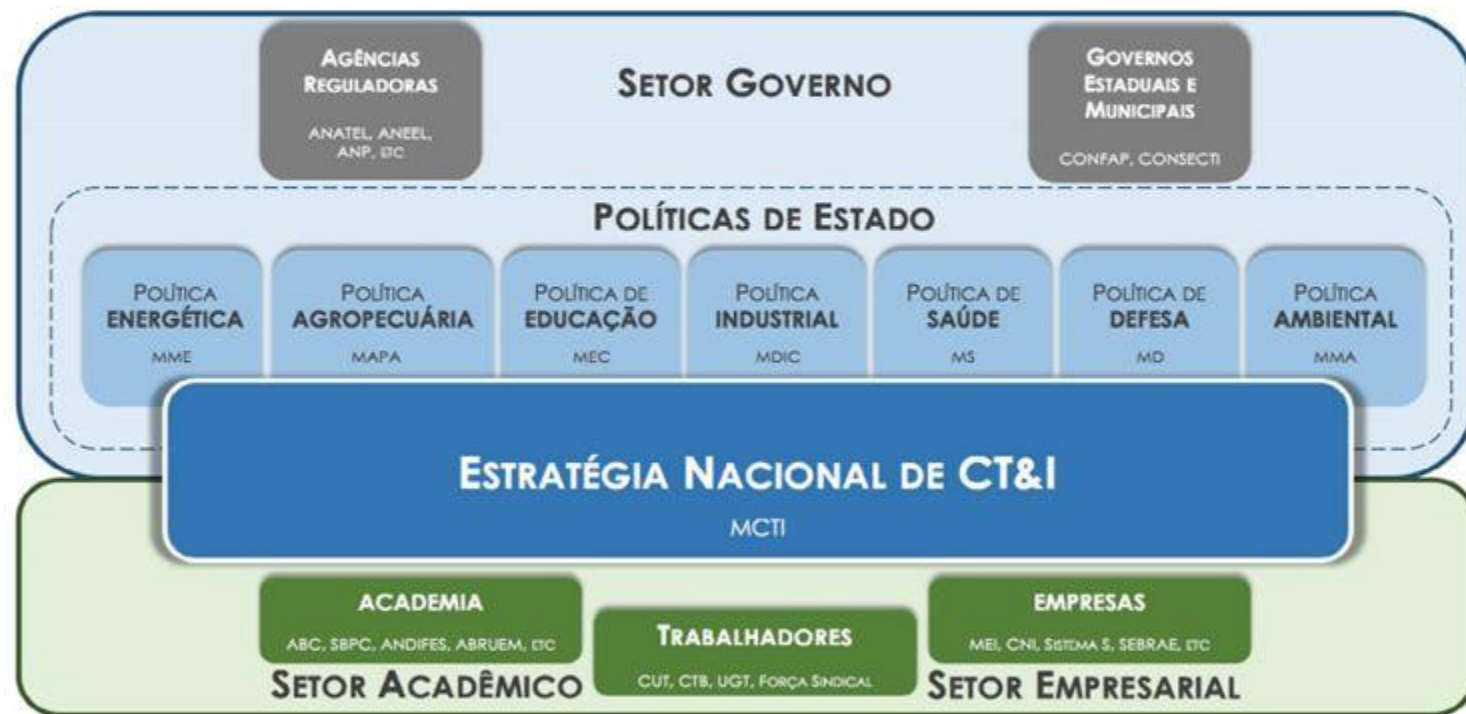 AGÊNCIAS
REGULADORAS
ANATEL, ANEEL,
ANP, ETC
SETOR GOVERNO
GOVERNOS
ESTADUAIS E
MUNICIPAIS
CONFAP, CONSECTI
POLÍTICAS DE ESTADO
POLÍTICA
ENERGÉTICA
MME
POLÍTICA
AGROPECUÁRIA
MAPA
POLÍTICA DE
EDUCAÇÃO
MEC
POLÍTICA
INDUSTRIAL
MDIC
POLÍTICA DE
SAÚDE
MS
POLÍTICA DE
DEFESA
MD
POLÍTICA
AMBIENTAL
MMA
ESTRATÉGIA NACIONAL DE CT&I
MCTI
ACADEMIA
ABC, SBPC, ANDIFES, ABRUEM, ETC
SETOR ACADÊMICO
TRABALHADORES
CUT, CTB, UGT, FORÇA SINDICAL
EMPRESAS
MEI, CNI, SISTEMA S, SEBRAE, ETC
SETOR EMPRESARIAL